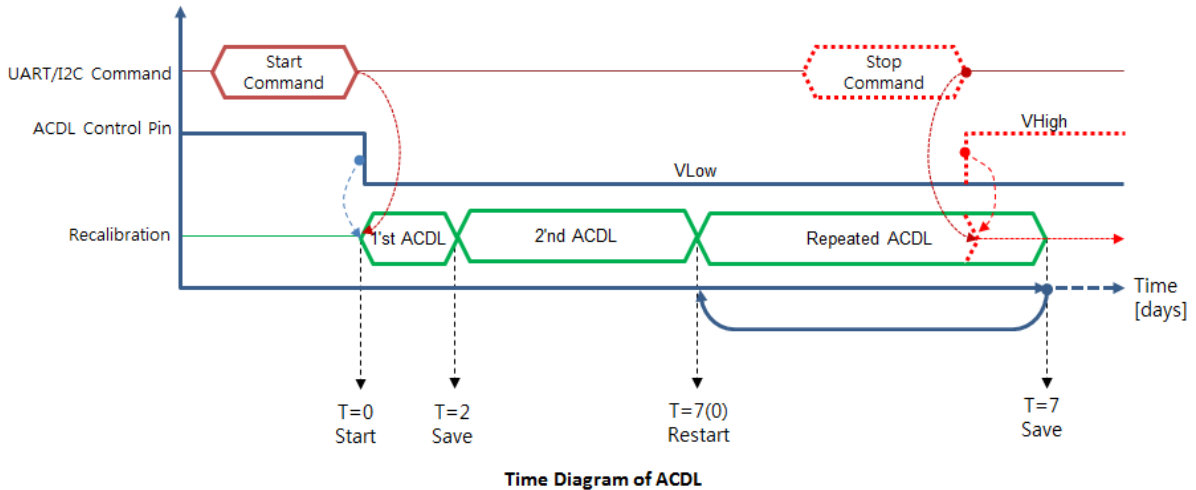 UART/I2C Command
Start
Command
Stop
Command
ACDL Control Pin
VHigh
VLow
Recalibration
1'st ACDL
2'nd ACDL
Repeated ACDL
Time
[days]
T=0
Start
T=2
Save
T=7(0)
Restart
T=7
Save
Time Diagram of ACDL